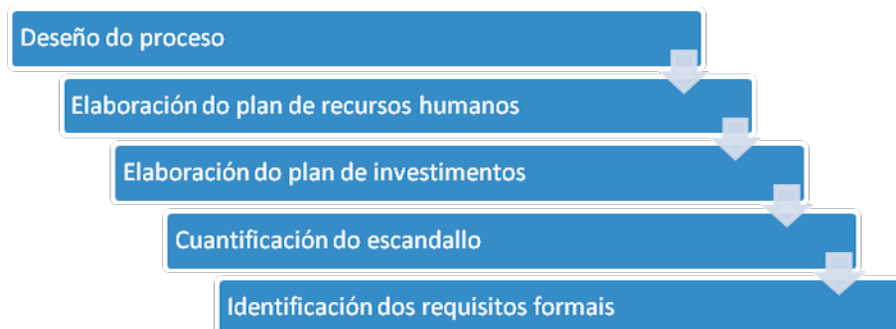 Deseño do proceso
Elaboración do plan de recursos humanos
Elaboración do plan de investimentos
Cuantificación do escandallo
Identificación dos requisitos formais